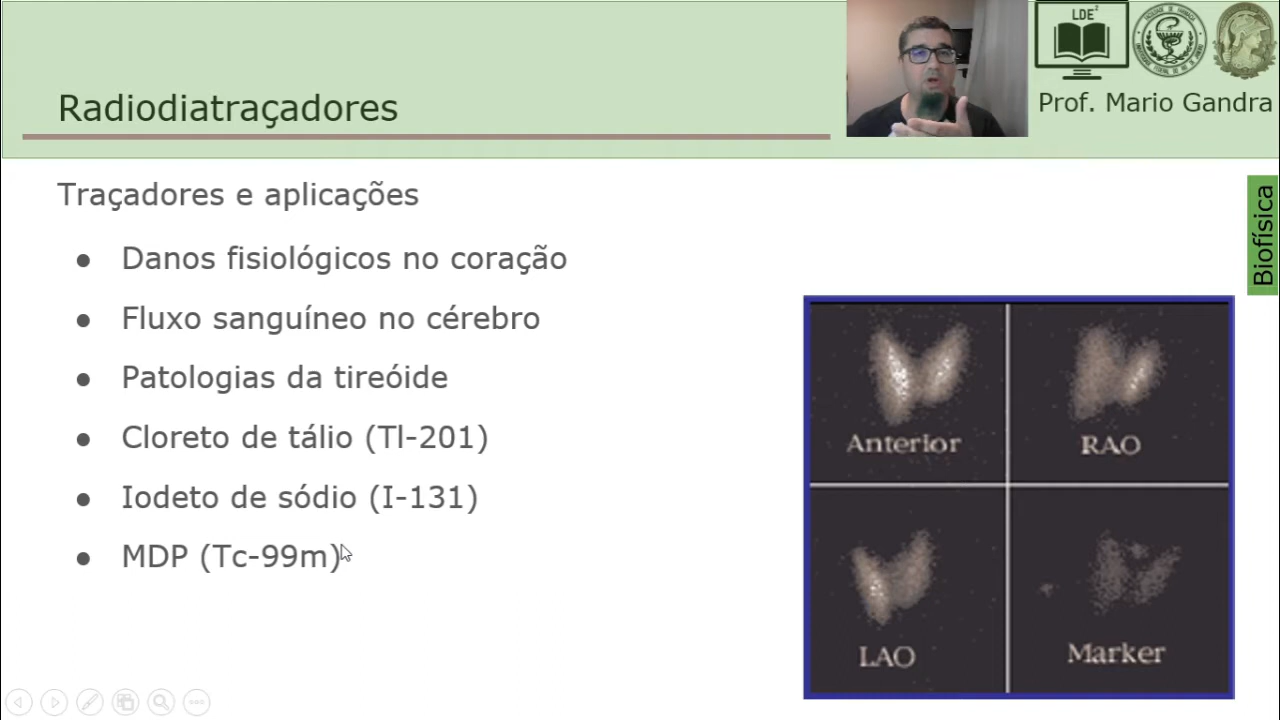 Radiodiatraçadores
LDE²
Prof. Mario Gandra
Biofísica
Traçadores e aplicações
● Danos fisiológicos no coração
● Fluxo sanguíneo no cérebro
● Patologias da tireóide
● Cloreto de tálio (Tl-201)
● Iodeto de sódio (I-131)
● MDP (Tc-99m)
Anterior
RAO
LAO
Marker